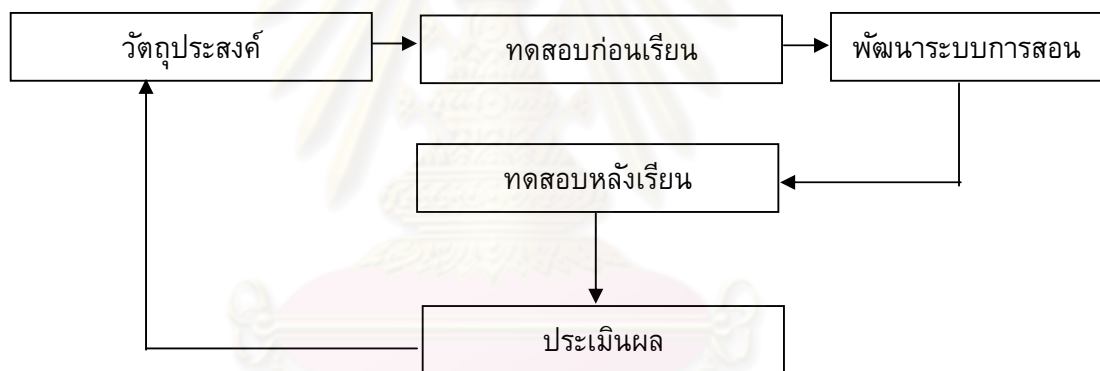 วัตถุประสงค์
ทดสอบก่อนเรียน
พัฒนาระบบการสอน
ทดสอบหลังเรียน
ประเมินผล